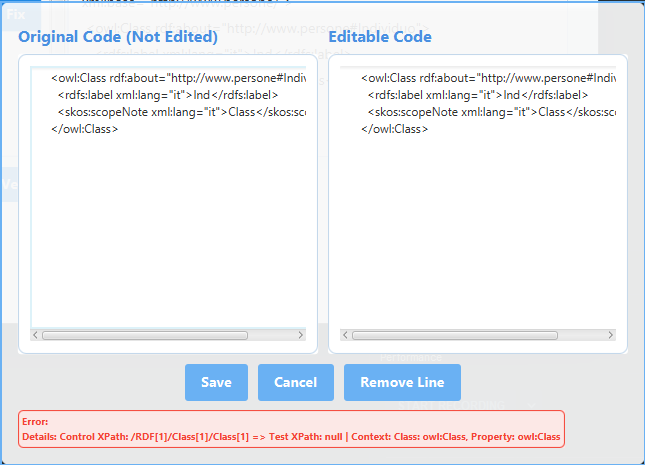 Fix
Original Code (Not Edited)
Editable Code
<owl:Class rdf:about="http://www.persone#Indiv
<rdfs:label xml:lang="it">Ind</rdfs:label>
<skos:scopeNote xml:lang="it">Class</skos:sco
</owl:Class>
<owl:Class rdf:about="http://www.persone#Indiv
<rdfs:label xml:lang="it">Ind</rdfs:label>
<skos:scopeNote xml:lang="it">Class</skos:sco
</owl:Class>
Save
Cancel
Remove Line
Error:
Details: Control XPath: /RDF[1]/Class[1]/Class[1] => Test XPath: null | Context: Class: owl:Class, Property: owl:Class